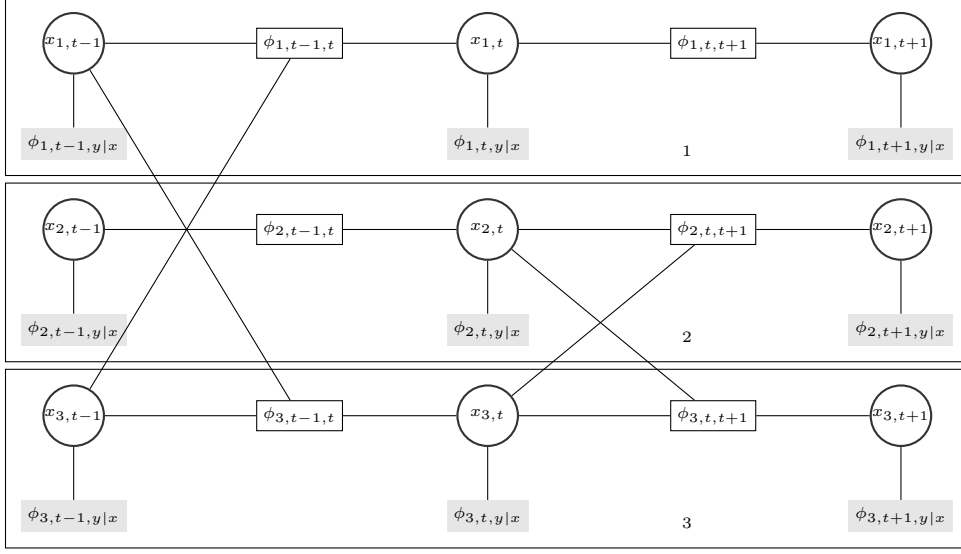 x_{1,t−1} ϕ_{1,t−1,t} x_{1,t} ϕ_{1,t,t+1} x_{1,t+1}
ϕ_{1,t−1,y|x} ϕ_{1,t,y|x} 1 ϕ_{1,t+1,y|x}
x_{2,t−1} ϕ_{2,t−1,t} x_{2,t} ϕ_{2,t,t+1} x_{2,t+1}
ϕ_{2,t−1,y|x} ϕ_{2,t,y|x} 2 ϕ_{2,t+1,y|x}
x_{3,t−1} ϕ_{3,t−1,t} x_{3,t} ϕ_{3,t,t+1} x_{3,t+1}
ϕ_{3,t−1,y|x} ϕ_{3,t,y|x} 3 ϕ_{3,t+1,y|x}